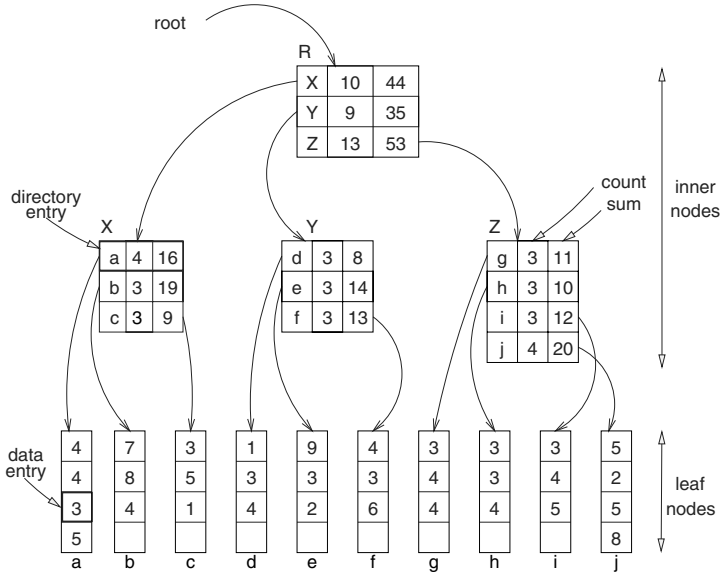 root
R
X 10 44
Y 9 35
Z 13 53
count
sum
inner
nodes
directory
entry
X
a 4 16
b 3 19
c 3 9
Y
d 3 8
e 3 14
f 3 13
Z
g 3 11
h 3 10
i 3 12
j 4 20
data
entry
4 7 3 1 9 4 3 3 3 5
4 8 5 3 3 3 4 3 4 2
3 4 1 4 2 6 4 4 5 5
5 8
a b c d e f g h i j
leaf
nodes